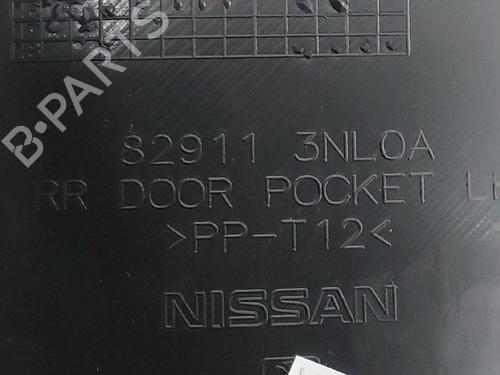 B-PARTS
82911 3NL0A
RR DOOR POCKET
>PP-T12<
NISSAN